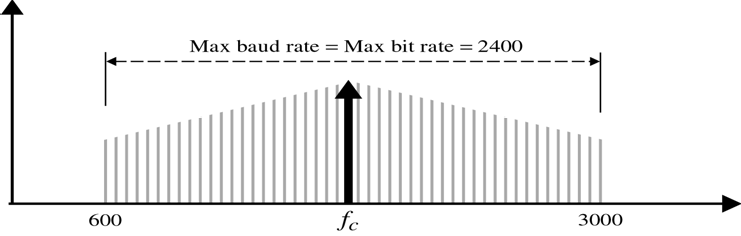 Max baud rate = Max bit rate = 2400
600 fc 3000